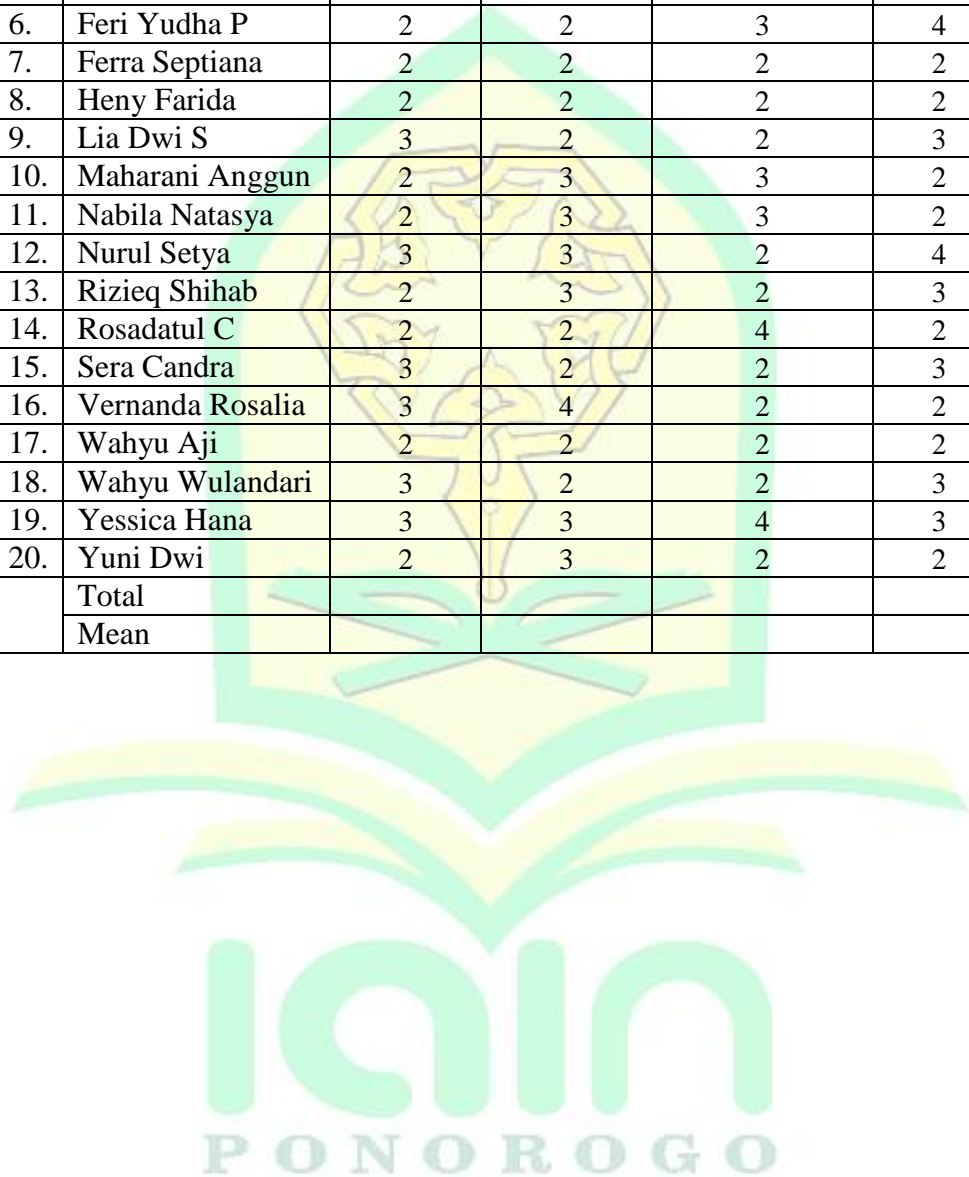 6. Feri Yudha P 2 2 3 4
7. Ferra Septiana 2 2 2 2
8. Heny Farida 2 2 2 2
9. Lia Dwi S 3 2 2 3
10. Maharani Anggun 2 3 3 2
11. Nabila Natasya 2 3 3 2
12. Nurul Setya 3 3 2 4
13. Rizieq Shihab 2 3 2 3
14. Rosadatul C 2 2 4 2
15. Sera Candra 3 2 2 3
16. Vernanda Rosalia 3 4 2 2
17. Wahyu Aji 2 2 2 2
18. Wahyu Wulandari 3 2 2 3
19. Yessica Hana 3 3 4 3
20. Yuni Dwi 2 3 2 2
Total
Mean
iain
PONOROGO